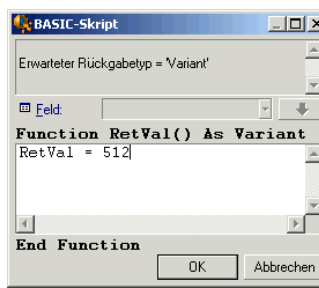 BASIC-Skript
Erwarteter Rückgabetyp = 'Variant'
Feld:
Function RetVal() As Variant
RetVal = 512
End Function
OK Abbrechen